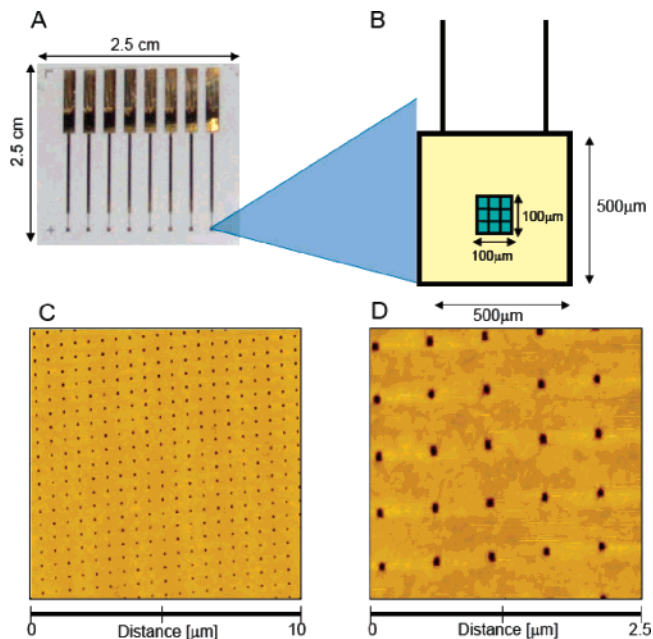 A
2.5 cm
2.5 cm
B
500μm
100μm
100μm
500μm
C
0 Distance [μm] 10
D
0 Distance [μm] 2.5